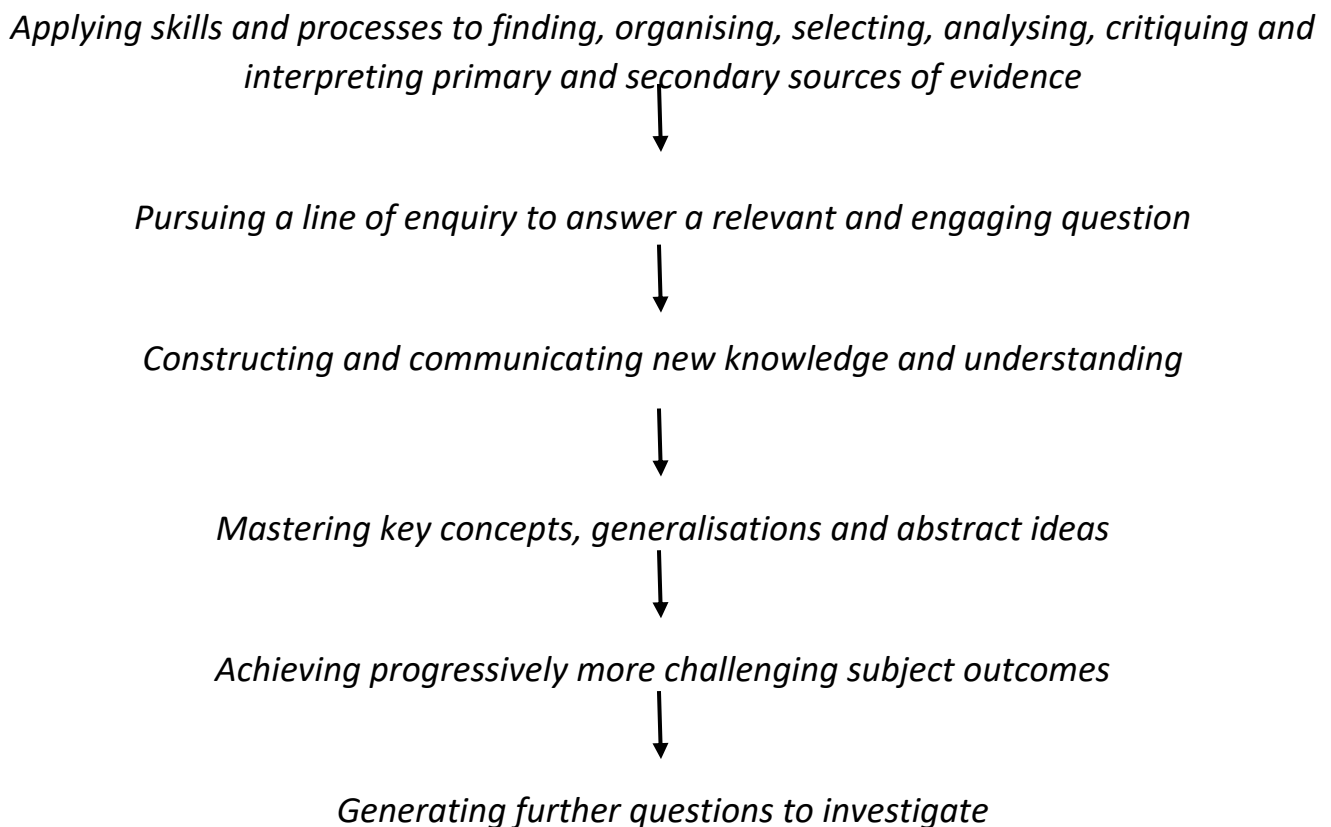 Applying skills and processes to finding, organising, selecting, analysing, critiquing and
interpreting primary and secondary sources of evidence
Pursuing a line of enquiry to answer a relevant and engaging question
Constructing and communicating new knowledge and understanding
Mastering key concepts, generalisations and abstract ideas
Achieving progressively more challenging subject outcomes
Generating further questions to investigate